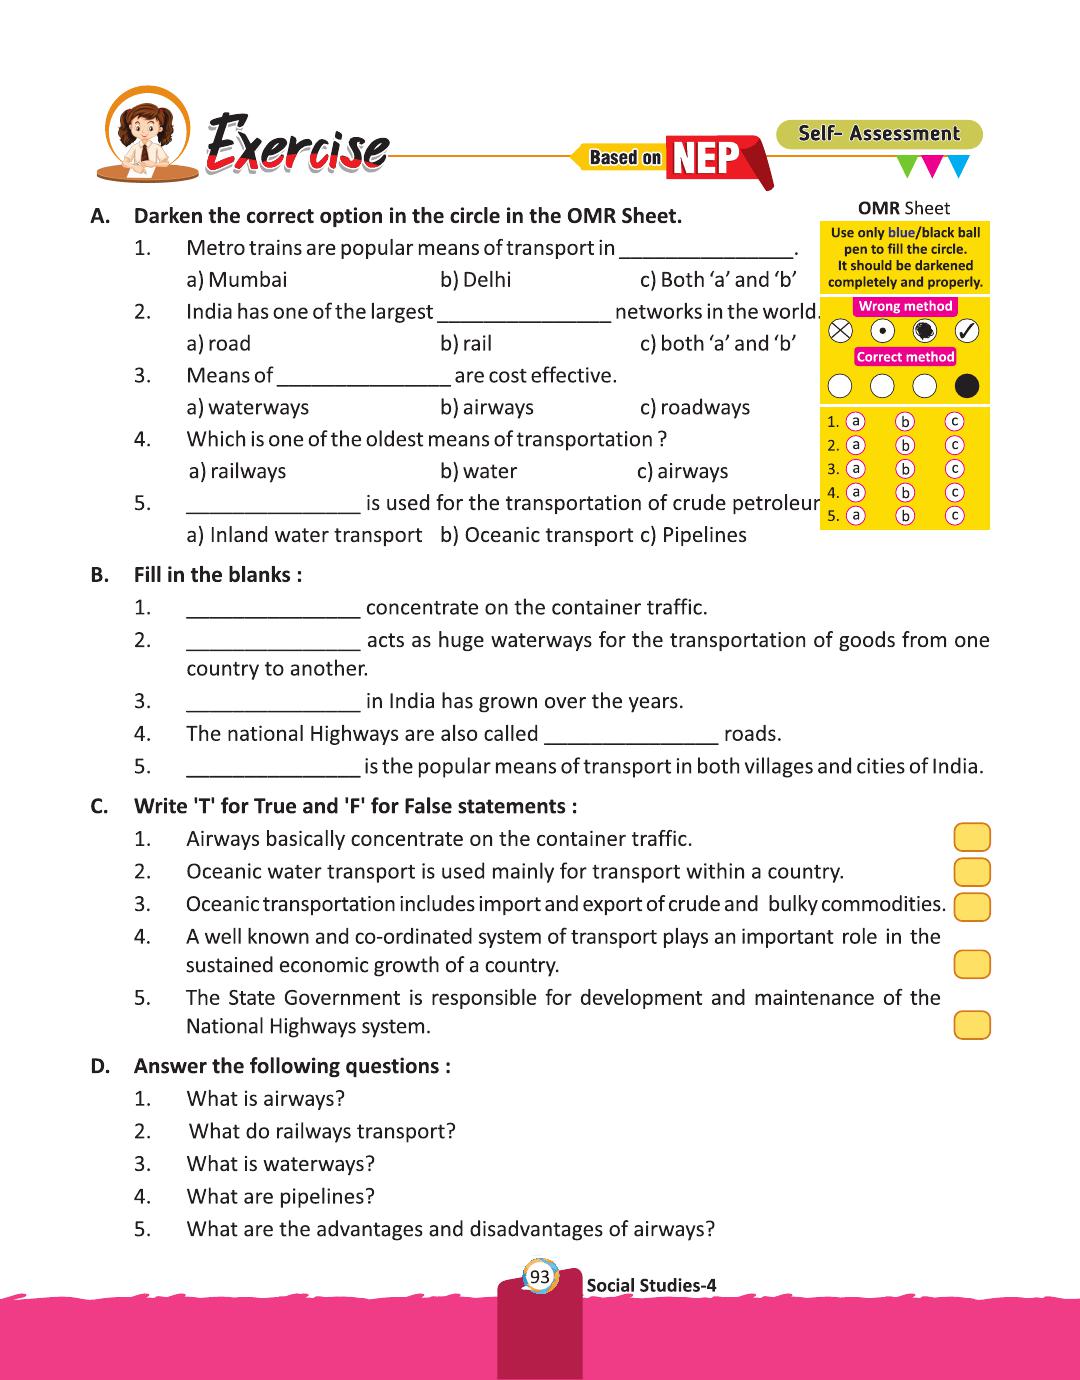 Exercise
Based on NEP
Self- Assessment
A. Darken the correct option in the circle in the OMR Sheet.
1. Metro trains are popular means of transport in _______________.
a) Mumbai b) Delhi c) Both ‘a’ and ‘b’
2. India has one of the largest _______________ networks in the world.
a) road b) rail c) both ‘a’ and ‘b’
3. Means of _______________ are cost effective.
a) waterways b) airways c) roadways
4. Which is one of the oldest means of transportation ?
a) railways b) water c) airways
5. _______________ is used for the transportation of crude petroleur
a) Inland water transport b) Oceanic transport c) Pipelines
OMR Sheet
Use only blue/black ball
pen to fill the circle.
It should be darkened
completely and properly.
Wrong method
Correct method
1. a b c
2. a b c
3. a b c
4. a b c
5. a b c
B. Fill in the blanks :
1. _______________ concentrate on the container traffic.
2. _______________ acts as huge waterways for the transportation of goods from one
country to another.
3. _______________ in India has grown over the years.
4. The national Highways are also called _______________ roads.
5. _______________ is the popular means of transport in both villages and cities of India.
C. Write 'T' for True and 'F' for False statements :
1. Airways basically concentrate on the container traffic.
2. Oceanic water transport is used mainly for transport within a country.
3. Oceanic transportation includes import and export of crude and bulky commodities.
4. A well known and co-ordinated system of transport plays an important role in the
sustained economic growth of a country.
5. The State Government is responsible for development and maintenance of the
National Highways system.
D. Answer the following questions :
1. What is airways?
2. What do railways transport?
3. What is waterways?
4. What are pipelines?
5. What are the advantages and disadvantages of airways?
93
Social Studies-4